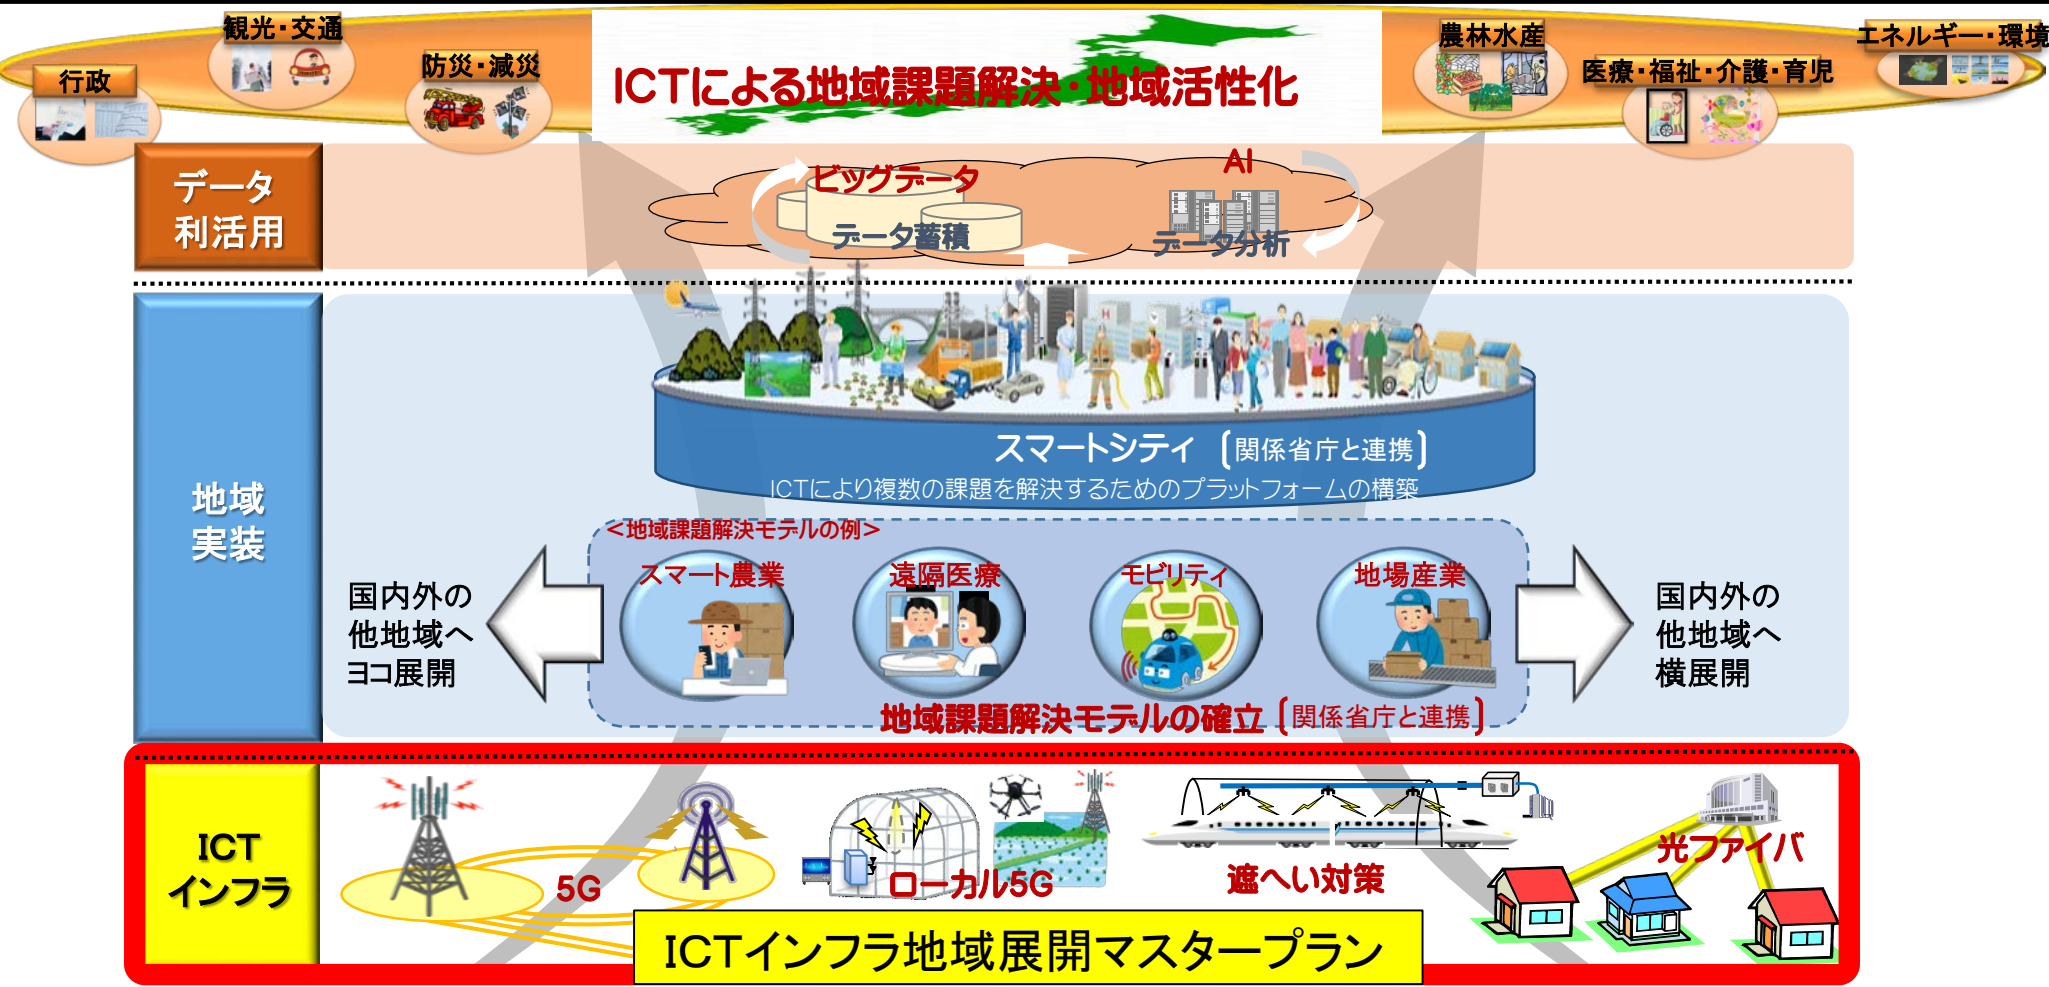 行政
観光・交通
防災・減災
ICTによる地域課題解決・地域活性化
農林水産
医療・福祉・介護・育児
エネルギー・環境
データ
利活用
ビッグデータ
データ蓄積
AI
データ分析
地域
実装
スマートシティ [関係省庁と連携]
ICTにより複数の課題を解決するためのプラットフォームの構築
<地域課題解決モデルの例>
スマート農業
遠隔医療
モビリティ
地場産業
地域課題解決モデルの確立 [関係省庁と連携]
国内外の
他地域へ
ヨコ展開
国内外の
他地域へ
横展開
ICT
インフラ
5G
ローカル5G
遮へい対策
光ファイバ
ICTインフラ地域展開マスタープラン